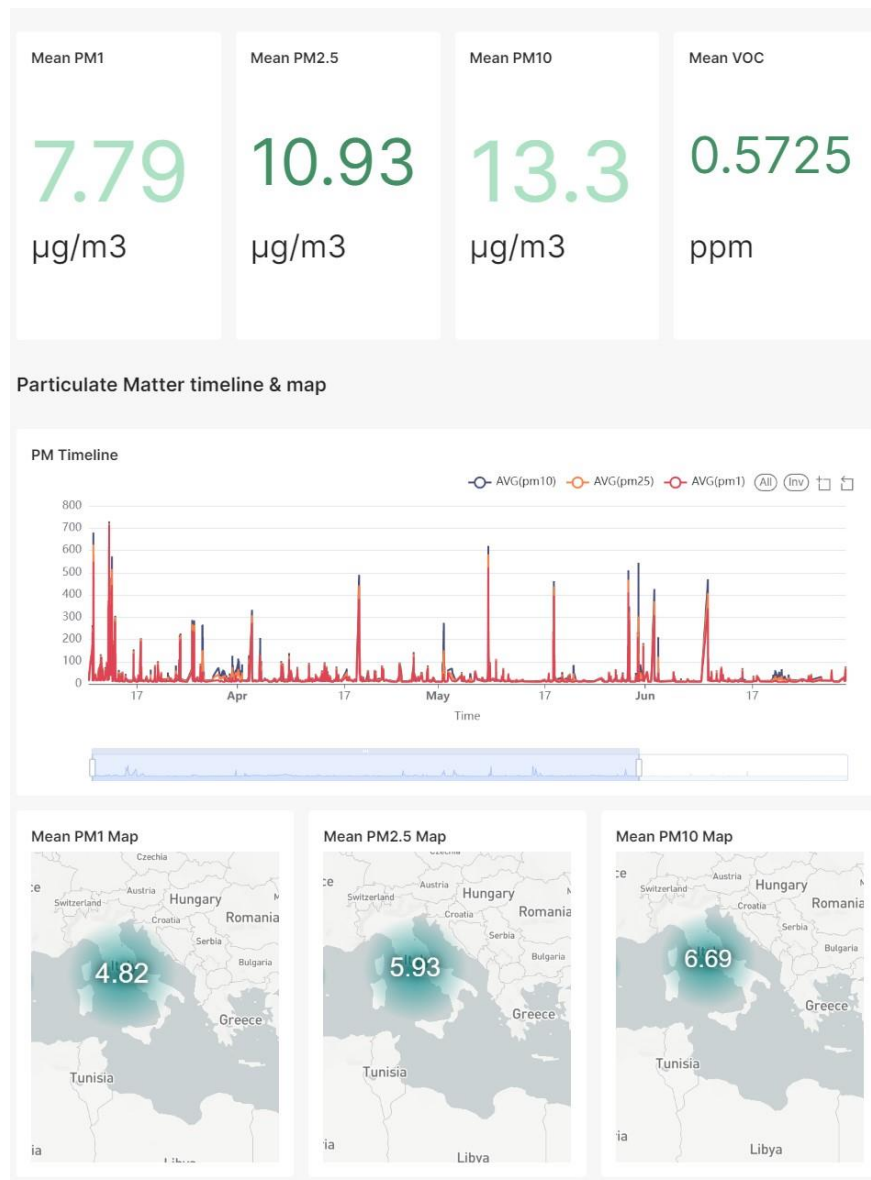 Mean PM1
Mean PM2.5
Mean PM10
Mean VOC
7.79
10.93
13.3
0.5725
µg/m3
µg/m3
µg/m3
ppm
Particulate Matter timeline & map
PM Timeline
AVG(pm10) AVG(pm25) AVG(pm1) All Inv
800
700
600
500
400
300
200
100
0
17 Apr 17 May 17 Jun 17
Time
Mean PM1 Map
Czechia
Austria
Switzerland
Hungary
Croatia
Romania
Serbia
Bulgaria
4.82
Greece
Tunisia
Mean PM2.5 Map
Austria
Switzerland
Hungary
Croatia
Romania
Serbia
Bulgaria
5.93
Greece
Tunisia
Libya
Mean PM10 Map
Austria
Switzerland
Hungary
Croatia
Romania
Serbia
Bulgaria
6.69
Greece
Tunisia
Libya